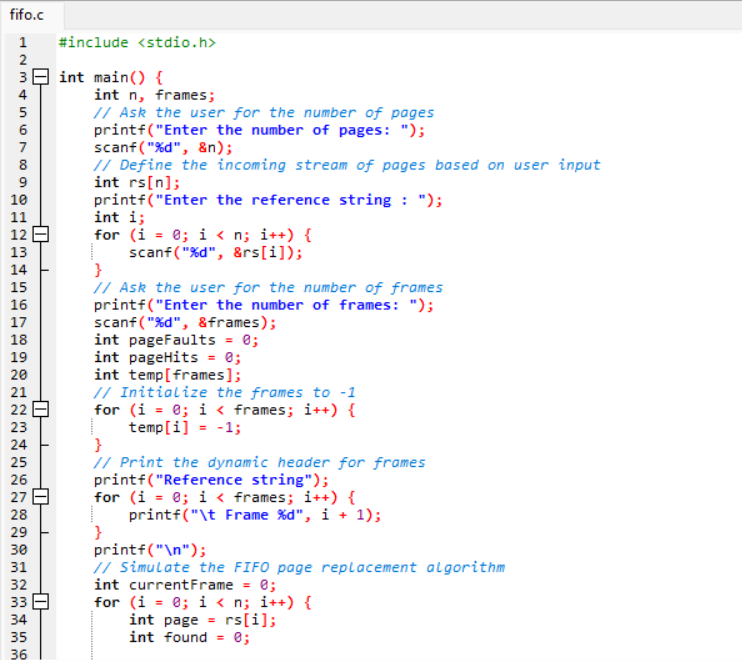 fifo.c
1 #include <stdio.h>
2
3 int main() {
4 int n, frames;
5 // Ask the user for the number of pages
6 printf("Enter the number of pages: ");
7 scanf("%d", &n);
8 // Define the incoming stream of pages based on user input
9 int rs[n];
10 printf("Enter the reference string : ");
11 int i;
12 for (i = 0; i < n; i++) {
13 scanf("%d", &rs[i]);
14 }
15 // Ask the user for the number of frames
16 printf("Enter the number of frames: ");
17 scanf("%d", &frames);
18 int pageFaults = 0;
19 int pageHits = 0;
20 int temp[frames];
21 // Initialize the frames to -1
22 for (i = 0; i < frames; i++) {
23 temp[i] = -1;
24 }
25 // Print the dynamic header for frames
26 printf("Reference string");
27 for (i = 0; i < frames; i++) {
28 printf("\t Frame %d", i + 1);
29 }
30 printf("\n");
31 // Simulate the FIFO page replacement algorithm
32 int currentFrame = 0;
33 for (i = 0; i < n; i++) {
34 int page = rs[i];
35 int found = 0;
36